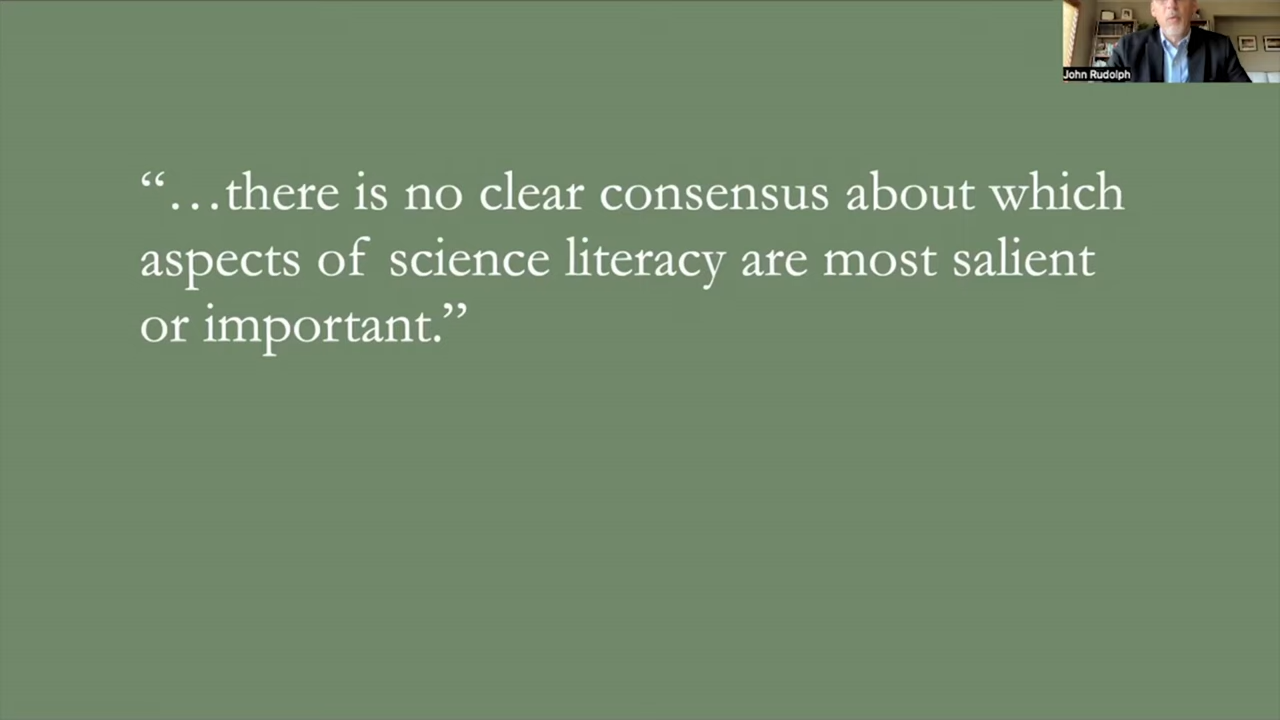 John Rudolph
“…there is no clear consensus about which
aspects of science literacy are most salient
or important.”